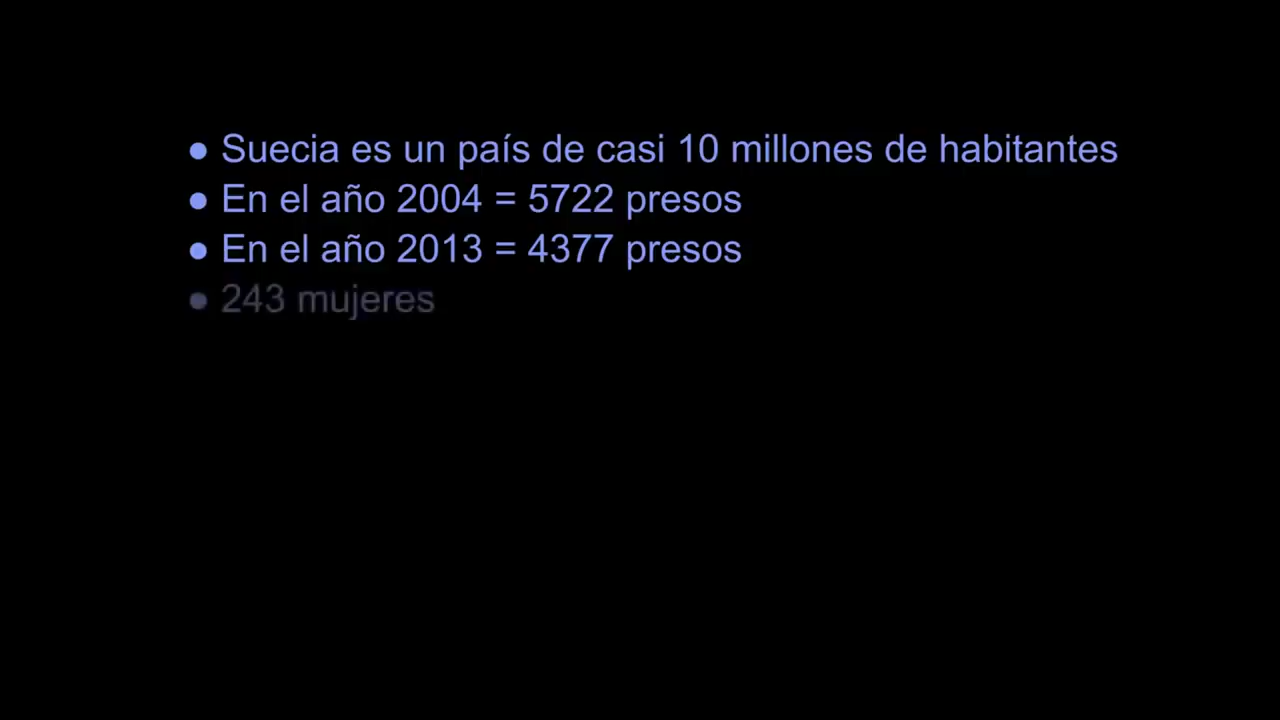 ● Suecia es un país de casi 10 millones de habitantes
● En el año 2004 = 5722 presos
● En el año 2013 = 4377 presos
● 243 mujeres